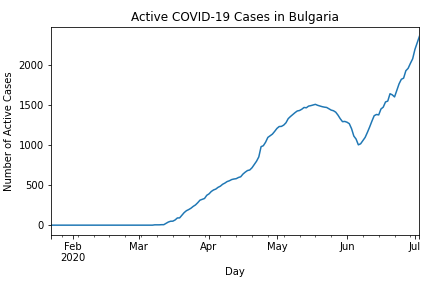 Active COVID-19 Cases in Bulgaria
Number of Active Cases
2000
1500
1000
500
0
Feb Mar Apr May Jun Jul
2020
Day